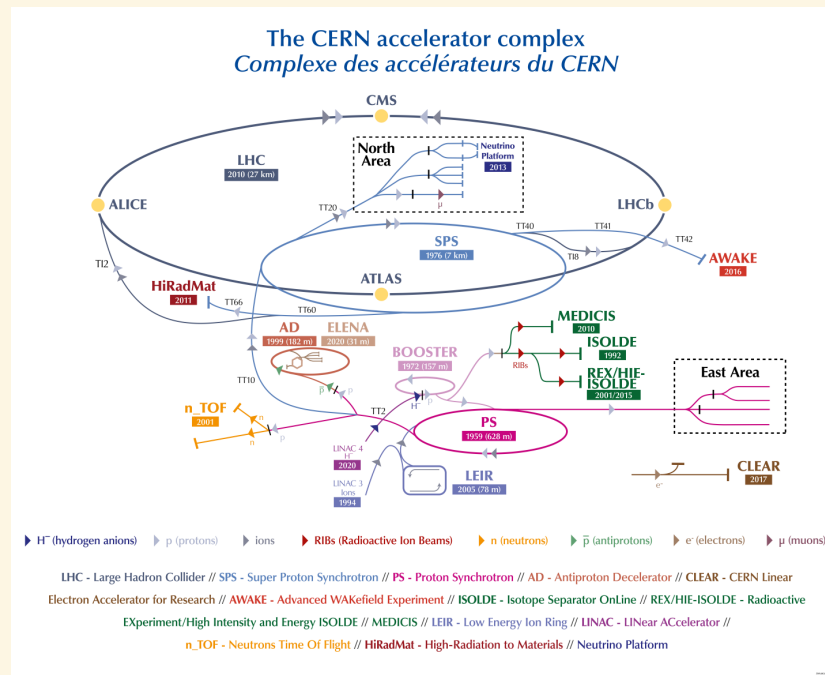 The CERN accelerator complex
Complexe des accélérateurs du CERN
CMS
North
Area
Neutrino
Platform
2013
LHC
2010 (27 km)
μ
ALICE
TT20
LHCb
TT40
TT41
SPS
1976 (7 km)
TT42
TI2
TI8
AWAKE
2016
ATLAS
HiRadMat
2011
TT66
TT60
MEDICIS
2010
AD
1999 (182 m)
ELENA
2020 (31 m)
ISOLDE
1992
BOOSTER
1972 (157 m)
RIBs
East Area
REX/HIE-
ISOLDE
2001/2015
TT10
p̅
p
H⁻
p
n_TOF
2001
n
n
p
TT2
PS
1959 (628 m)
LINAC 4
H⁻
2020
LINAC 3
Ions
1994
LEIR
2005 (78 m)
CLEAR
2017
e⁻
H⁻ (hydrogen anions)
p (protons)
ions
RIBs (Radioactive Ion Beams)
n (neutrons)
p̅ (antiprotons)
e⁻ (electrons)
μ (muons)
LHC - Large Hadron Collider // SPS - Super Proton Synchrotron // PS - Proton Synchrotron // AD - Antiproton Decelerator // CLEAR - CERN Linear
Electron Accelerator for Research // AWAKE - Advanced WAKefield Experiment // ISOLDE - Isotope Separator OnLine // REX/HIE-ISOLDE - Radioactive
EXperiment/High Intensity and Energy ISOLDE // MEDICIS // LEIR - Low Energy Ion Ring // LINAC - LINear ACcelerator //
n_TOF - Neutrons Time Of Flight // HiRadMat - High-Radiation to Materials // Neutrino Platform